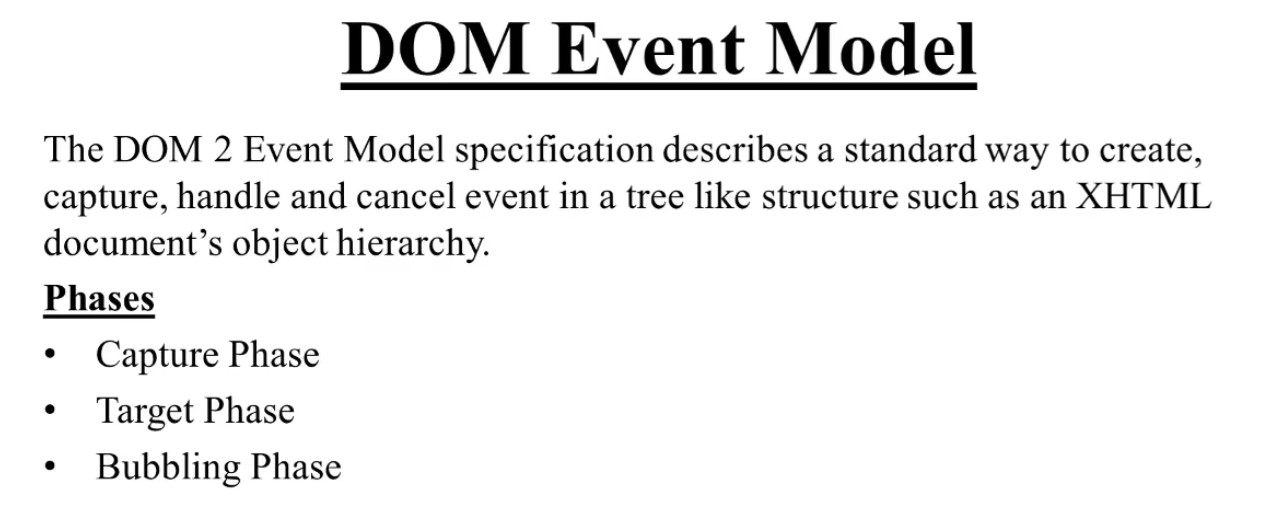 DOM Event Model
The DOM 2 Event Model specification describes a standard way to create,
capture, handle and cancel event in a tree like structure such as an XHTML
document’s object hierarchy.
Phases
• Capture Phase
• Target Phase
• Bubbling Phase